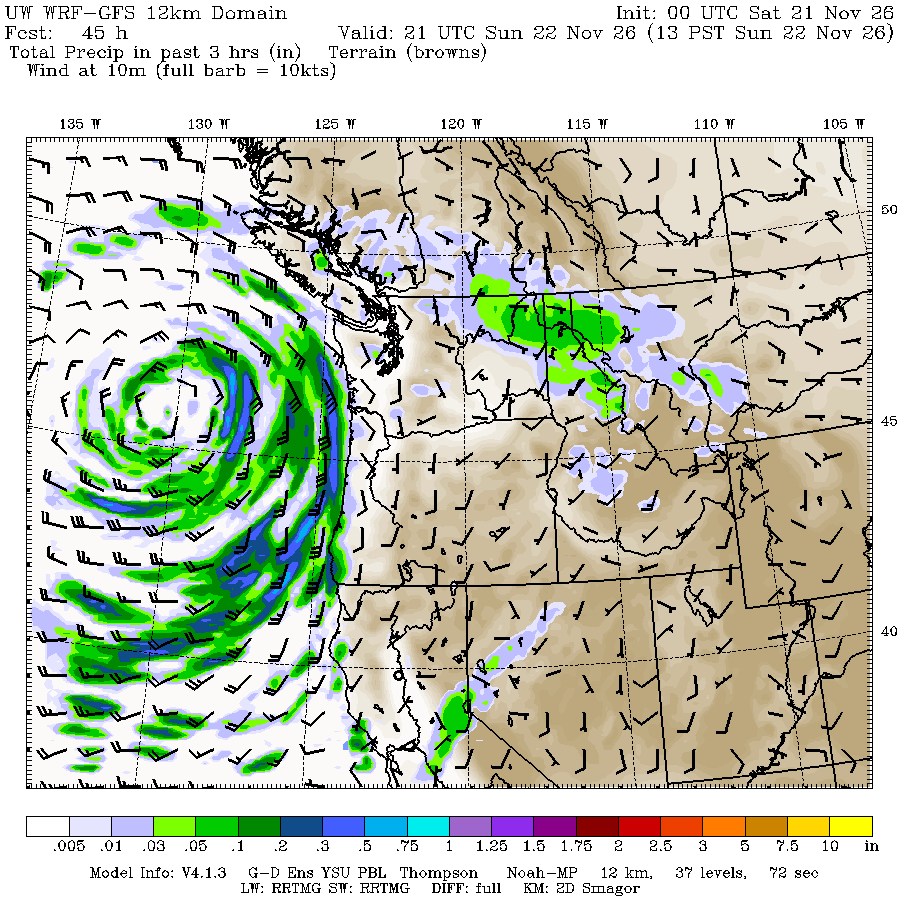 UW WRF-GFS 12km Domain Init: 00 UTC Sat 21 Nov 26
Fcst: 45 h Valid: 21 UTC Sun 22 Nov 26 (13 PST Sun 22 Nov 26)
Total Precip in past 3 hrs (in) Terrain (browns)
Wind at 10m (full barb = 10kts)
135 W 130 W 125 W 120 W 115 W 110 W 105 W
50
45
40
.005 .01 .03 .05 .1 .2 .3 .5 .75 1 1.25 1.5 1.75 2 2.5 3 5 7.5 10 in
Model Info: V4.1.3 G-D Ens YSU PBL Thompson Noah-MP 12 km, 37 levels, 72 sec
LW: RRTMG SW: RRTMG DIFF: full KM: 2D Smagor